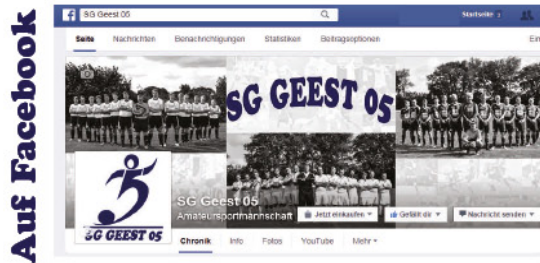 Auf Facebook
SG Geest 05
Startseite
Seite Nachrichten Benachrichtigungen Statistiken Beitragsoptionen Ein
SG GEEST 05
SG GEEST 05
SG Geest 05
Amateursportmannschaft Jetzt einkaufen Gefällt dir Nachricht senden
Chronik Info Fotos YouTube Mehr